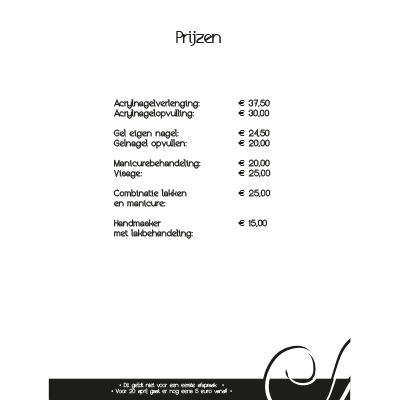 Prijzen
Acrylnagelverlenging: € 37,50
Acrylnagelopvulling: € 30,00
Gel eigen nagel: € 24,50
Gelnagel opvullen: € 20,00
Manicurebehandeling: € 20,00
Visage: € 25,00
Combinatie lakken € 25,00
en manicure:
Handmasker € 15,00
met lakbehandeling:
• Dit geldt niet voor een eerste afspraak •
• Voor 20 april gaat er nog eens 5 euro vanaf! •